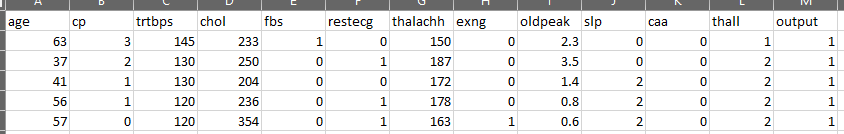 A B C D E F G H I J K L M
age cp trtbps chol fbs restecg thalachh exng oldpeak slp caa thall output
63 3 145 233 1 0 150 0 2.3 0 0 1 1
37 2 130 250 0 1 187 0 3.5 0 0 2 1
41 1 130 204 0 0 172 0 1.4 2 0 2 1
56 1 120 236 0 1 178 0 0.8 2 0 2 1
57 0 120 354 0 1 163 1 0.6 2 0 2 1